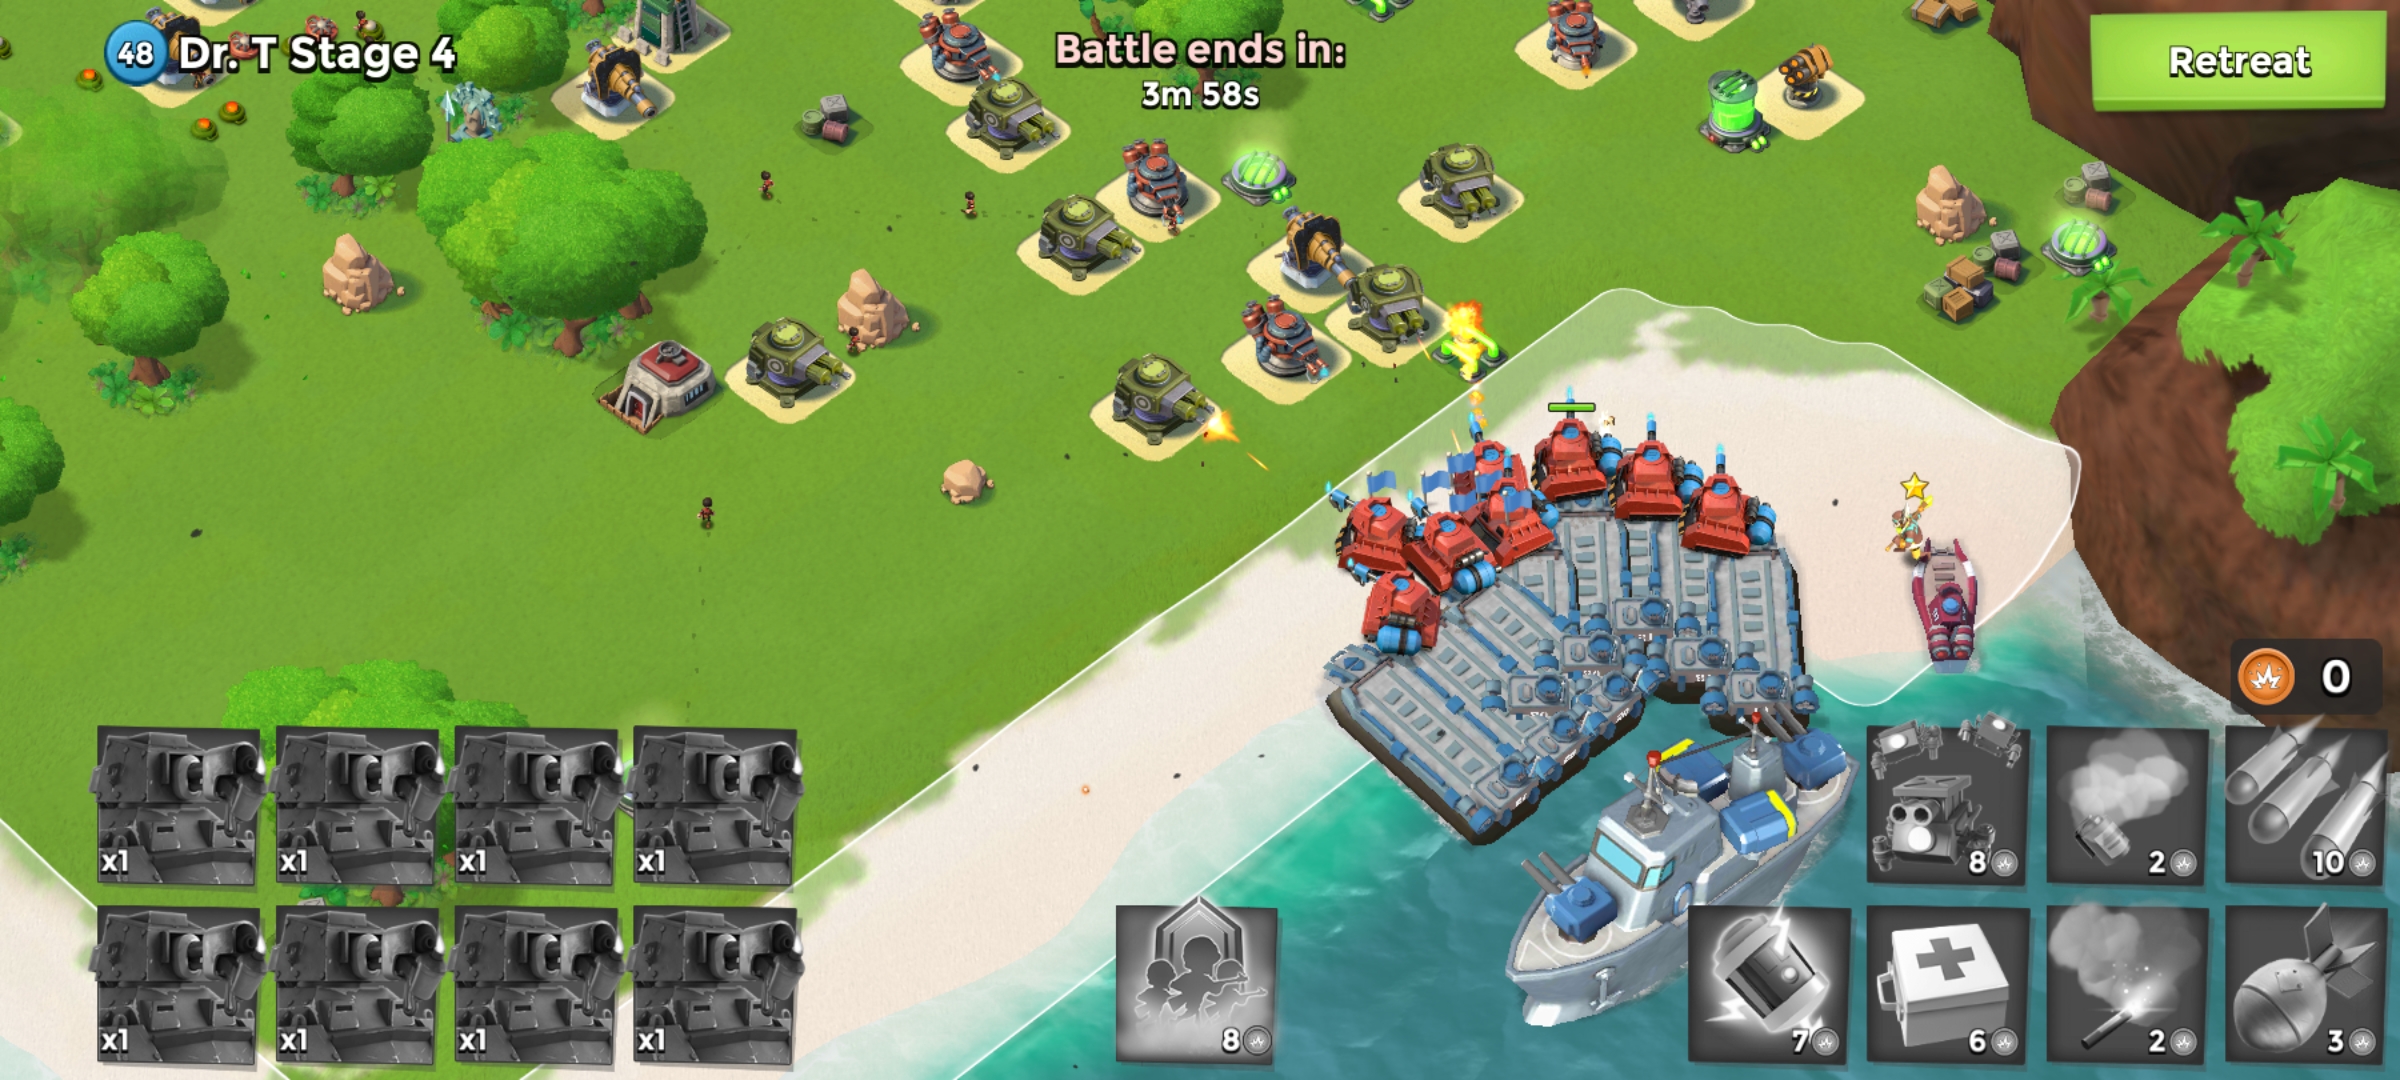 48 Dr. T Stage 4
Battle ends in:
3m 58s
Retreat
0
x1 x1 x1 x1
8 2 10
x1 x1 x1 x1
8 7 6 2 3